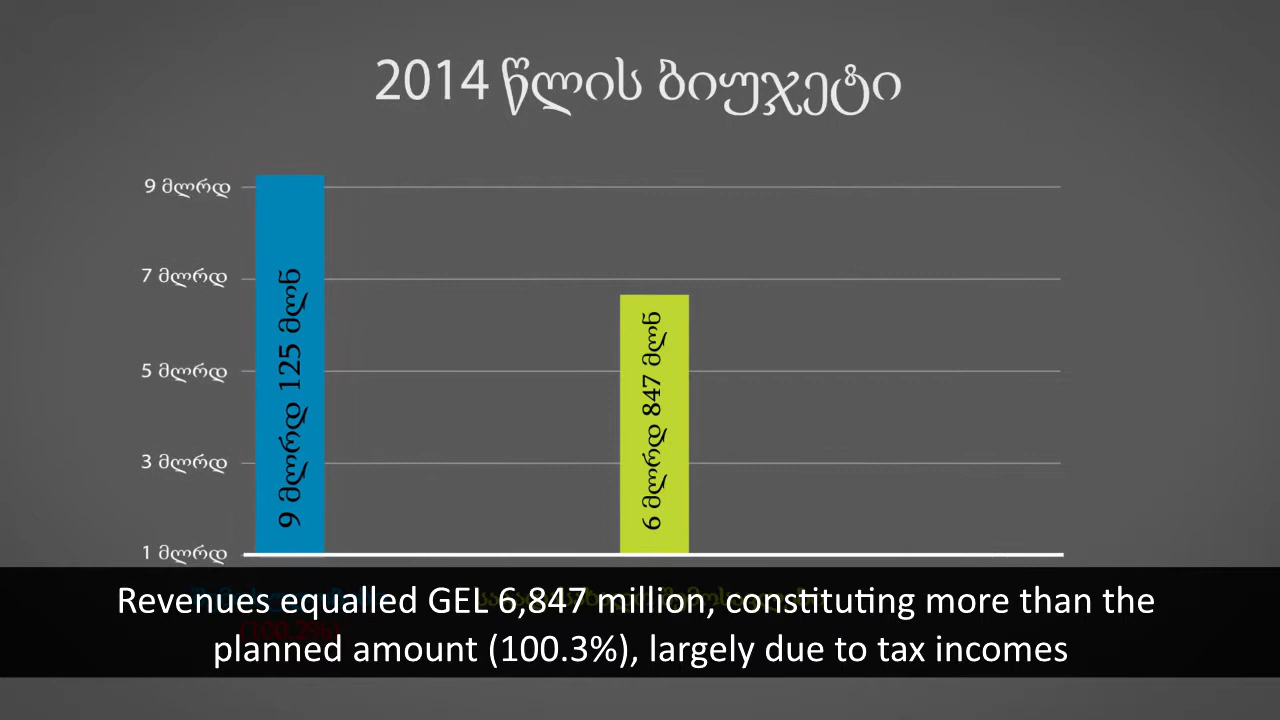 2014 წლის ბიუჯეტი
9 მლრდ
7 მლრდ
5 მლრდ
3 მლრდ
1 მლრდ
9 მლრდ 125 მლნ
6 მლრდ 847 მლნ
(100.2%)
Revenues equalled GEL 6,847 million, constituting more than the
planned amount (100.3%), largely due to tax incomes